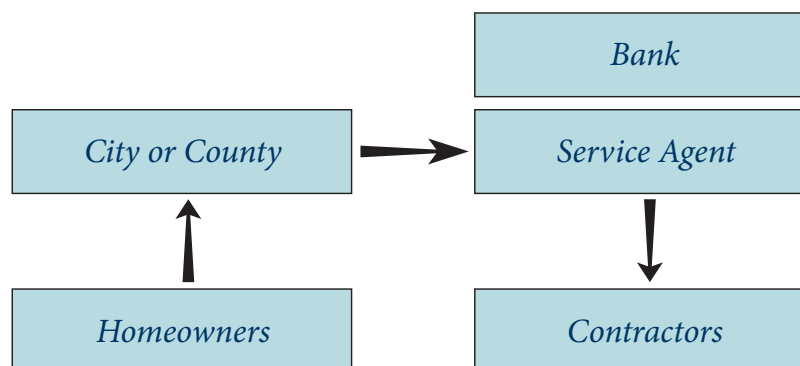 Bank
City or County
Service Agent
Homeowners
Contractors